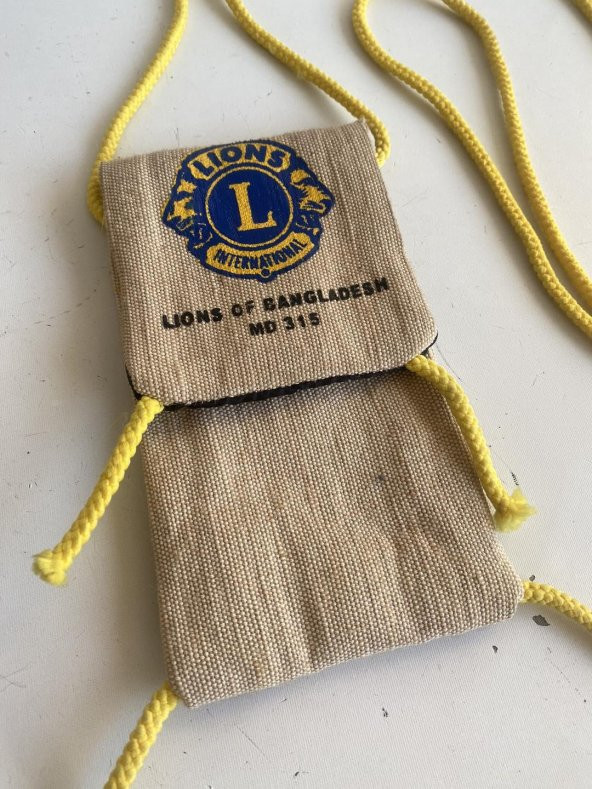 LIONS
L
INTERNATIONAL
LIONS OF BANGLADESH
MD 315